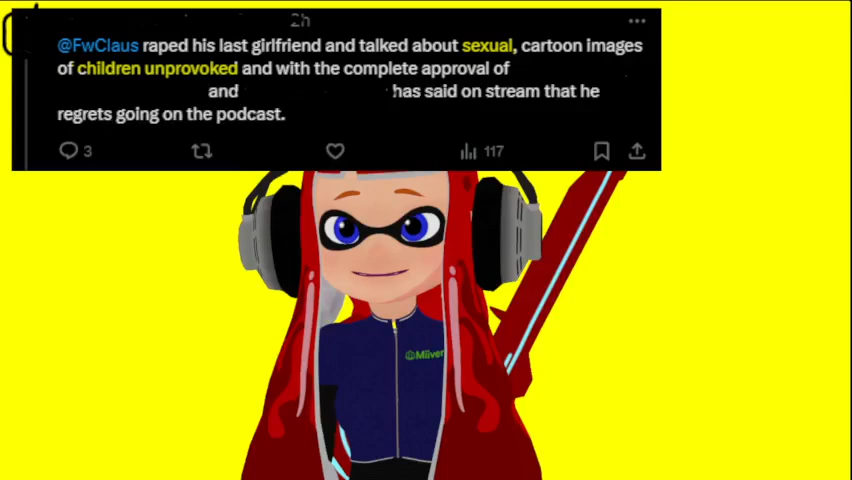 2h
@FwClaus raped his last girlfriend and talked about sexual, cartoon images
of children unprovoked and with the complete approval of
and has said on stream that he
regrets going on the podcast.
3 117
Miiver